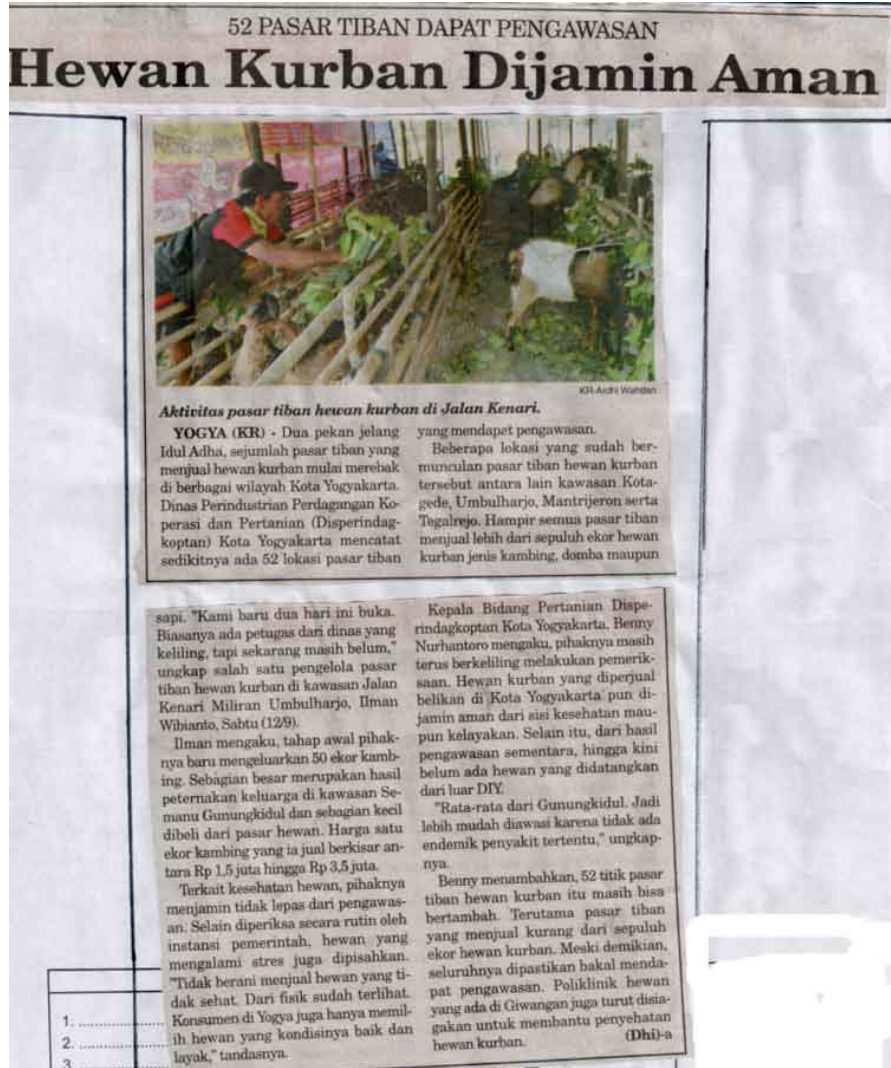 52 PASAR TIBAN DAPAT PENGAWASAN
Hewan Kurban Dijamin Aman
KR-Ardhi Wahdan
Aktivitas pasar tiban hewan kurban di Jalan Kenari.
YOGYA (KR) - Dua pekan jelang
Idul Adha, sejumlah pasar tiban yang
menjual hewan kurban mulai merebak
di berbagai wilayah Kota Yogyakarta.
Dinas Perindustrian Perdagangan Ko-
perasi dan Pertanian (Disperindag-
koptan) Kota Yogyakarta mencatat
sedikitnya ada 52 lokasi pasar tiban
yang mendapet pengawasan.
Beberapa lokasi yang sudah ber-
munculan pasar tiban hewan kurban
tersebut antara lain kawasan Kota-
gede, Umbulharjo, Mantrijeron serta
Tegalrejo. Hampir semua pasar tiban
menjual lebih dari sepuluh ekor hewan
kurban jenis kambing, domba maupun
sapi. "Kami baru dua hari ini buka.
Biasanya ada petugas dari dinas yang
keliling, tapi sekarang masih belum,"
ungkap salah satu pengelola pasar
tiban hewan kurban di kawasan Jalan
Kenari Miliran Umbulharjo, Ilman
Wibianto, Sabtu (12/9).
Ilman mengaku, tahap awal pihak-
nya baru mengeluarkan 50 ekor kamb-
ing. Sebagian besar merupakan hasil
peternakan keluarga di kawasan Se-
manu Gunungkidul dan sebagian kecil
dibeli dari pasar hewan. Harga satu
ekor kambing yang ia jual berkisar an-
tara Rp 1,5 juta hingga Rp 3,5 juta.
Terkait kesehatan hewan, pihaknya
menjamin tidak lepas dari pengawas-
an. Selain diperiksa secara rutin oleh
instansi pemerintah, hewan yang
mengalami stres juga dipisahkan.
"Tidak berani menjual hewan yang ti-
dak sehat. Dari fisik sudah terlihat.
Konsumen di Yogya juga hanya memil-
ih hewan yang kondisinya baik dan
layak," tandasnya.
Kepala Bidang Pertanian Dispe-
rindagkoptan Kota Yogyakarta, Benny
Nurhantoro mengaku, pihaknya masih
terus berkeliling melakukan pemerik-
saan. Hewan kurban yang diperjual
belikan di Kota Yogyakarta pun di-
jamin aman dari sisi kesehatan mau-
pun kelayakan. Selain itu, dari hasil
pengawasan sementara, hingga kini
belum ada hewan yang didatangkan
dari luar DIY.
"Rata-rata dari Gunungkidul. Jadi
lebih mudah diawasi karena tidak ada
endemik penyakit tertentu," ungkap-
nya.
Benny menambahkan, 52 titik pasar
tiban hewan kurban itu masih bisa
bertambah. Terutama pasar tiban
yang menjual kurang dari sepuluh
ekor hewan kurban. Meski demikian,
seluruhnya dipastikan bakal menda-
pat pengawasan. Poliklinik hewan
yang ada di Giwangan juga turut disia-
gakan untuk membantu penyehatan
hewan kurban. (Dhi)-a
1. ....................
2. ....................
3. ....................